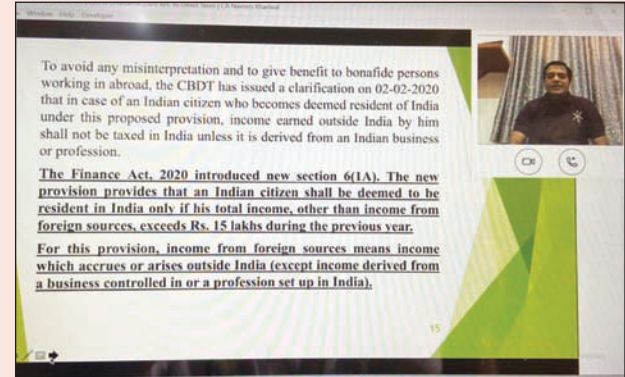 Window Help Developer
CA Naveen Khariwal
To avoid any misinterpretation and to give benefit to bonafide persons
working in abroad, the CBDT has issued a clarification on 02-02-2020
that in case of an Indian citizen who becomes deemed resident of India
under this proposed provision, income earned outside India by him
shall not be taxed in India unless it is derived from an Indian business
or profession.
The Finance Act, 2020 introduced new section 6(1A). The new
provision provides that an Indian citizen shall be deemed to be
resident in India only if his total income, other than income from
foreign sources, exceeds Rs. 15 lakhs during the previous year.
For this provision, income from foreign sources means income
which accrues or arises outside India (except income derived from
a business controlled in or a profession set up in India).
15